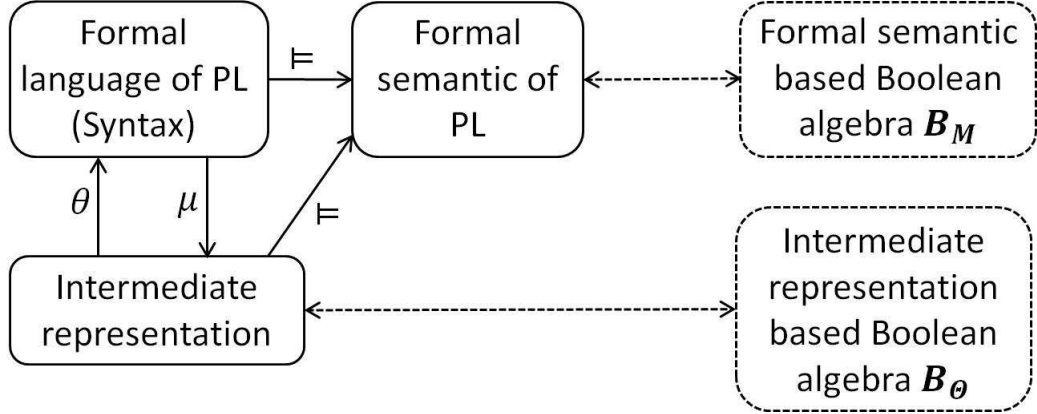 Formal
language of PL
(Syntax)
⊨
Formal
semantic of
PL
Formal semantic
based Boolean
algebra B_M
θ
μ
⊨
Intermediate
representation
Intermediate
representation
based Boolean
algebra B_Θ